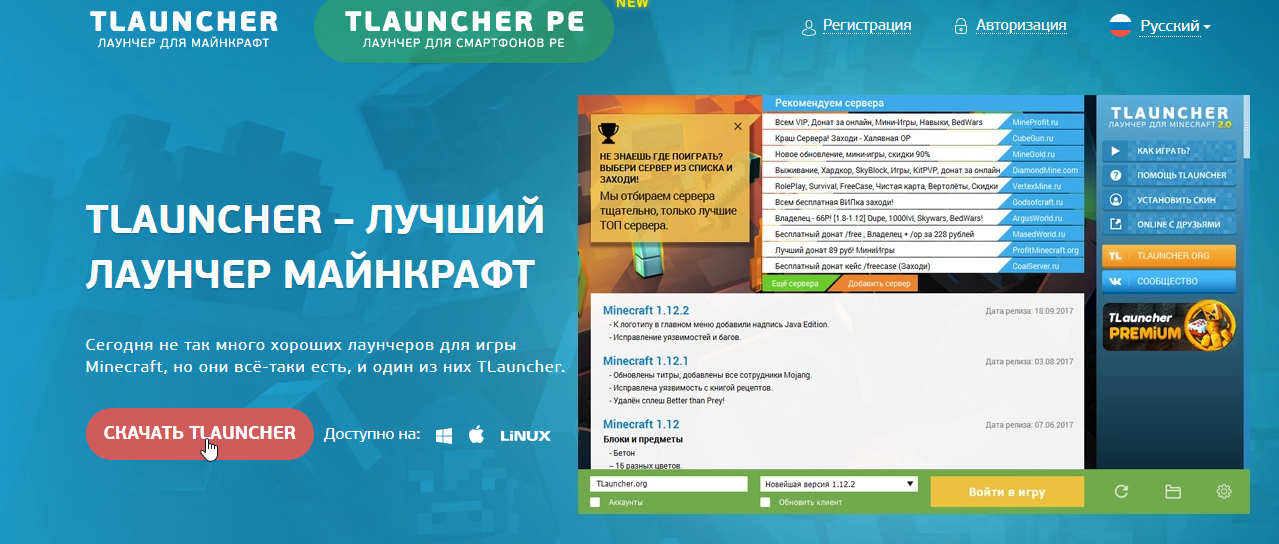 NEW
TLAUNCHER
ЛАУНЧЕР ДЛЯ МАЙНКРАФТ
TLAUNCHER PE
ЛАУНЧЕР ДЛЯ СМАРТФОНОВ PE
Регистрация
Авторизация
Русский
TLAUNCHER – ЛУЧШИЙ
ЛАУНЧЕР МАЙНКРАФТ
Сегодня не так много хороших лаунчеров для игры
Minecraft, но они всё-таки есть, и один из них TLauncher.
СКАЧАТЬ TLAUNCHER
Доступно на:
LiNUX
НЕ ЗНАЕШЬ ГДЕ ПОИГРАТЬ?
ВЫБЕРИ СЕРВЕР ИЗ СПИСКА И
ЗАХОДИ!
Мы отбираем сервера
тщательно, только лучшие
ТОП сервера.
Рекомендуем сервера
Всем VIP, Донат за онлайн, Мини-Игры, Навыки, BedWars MineProfit.ru
Краш Сервера! Заходи - Халявная OP CubeGun.ru
Новое обновление, мини-игры, скидки 90% MineGold.ru
Выживание, Хардкор, SkyBlock, Игры, KitPVP, донат за онлайн DiamondMine.com
RolePlay, Survival, FreeCase, Чистая карта, Вертолёты, Скидки VertexMine.ru
Всем бесплатная ВИПка заходи! Godsofcraft.ru
Владелец - 66Р! [1.8-1.12] Dupe, 1000lvl, Skywars, BedWars! ArgusWorld.ru
Бесплатный донат /free , Владелец + /op за 228 рублей MasedWorld.ru
Лучший донат 89 руб! МиниИгры ProfitMinecraft.org
Бесплатный донат кейс /freecase (Заходи) CoalServer.ru
Ещё сервера
Добавить сервер
Minecraft 1.12.2
Дата релиза: 18.09.2017
- К логотипу в главном меню добавили надпись Java Edition.
- Исправление уязвимостей и багов.
Minecraft 1.12.1
Дата релиза: 03.08.2017
- Обновлены титры, добавлены все сотрудники Mojang.
- Исправлена уязвимость с книгой рецептов.
- Удалён сплеш Better than Prey!
Minecraft 1.12
Дата релиза: 07.06.2017
Блоки и предметы
- Бетон
-- 16 разных цветов.
TLAUNCHER
ЛАУНЧЕР ДЛЯ MINECRAFT 2.0
КАК ИГРАТЬ?
ПОМОЩЬ TLAUNCHER
УСТАНОВИТЬ СКИН
ONLINE С ДРУЗЬЯМИ
TL TLAUNCHER.ORG
СООБЩЕСТВО
TLauncher
PREMIUM
TLauncher.org
Новейшая версия 1.12.2
Войти в игру
Аккаунты
Обновить клиент